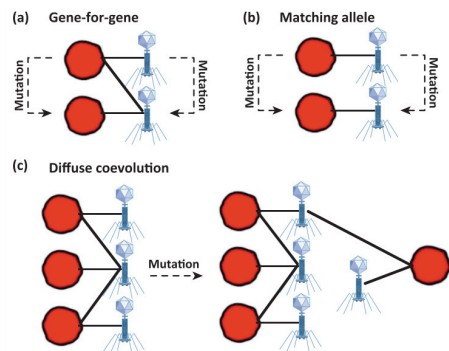 (a) Gene-for-gene
(b) Matching allele
Mutation
Mutation
Mutation
Mutation
(c) Diffuse coevolution
Mutation